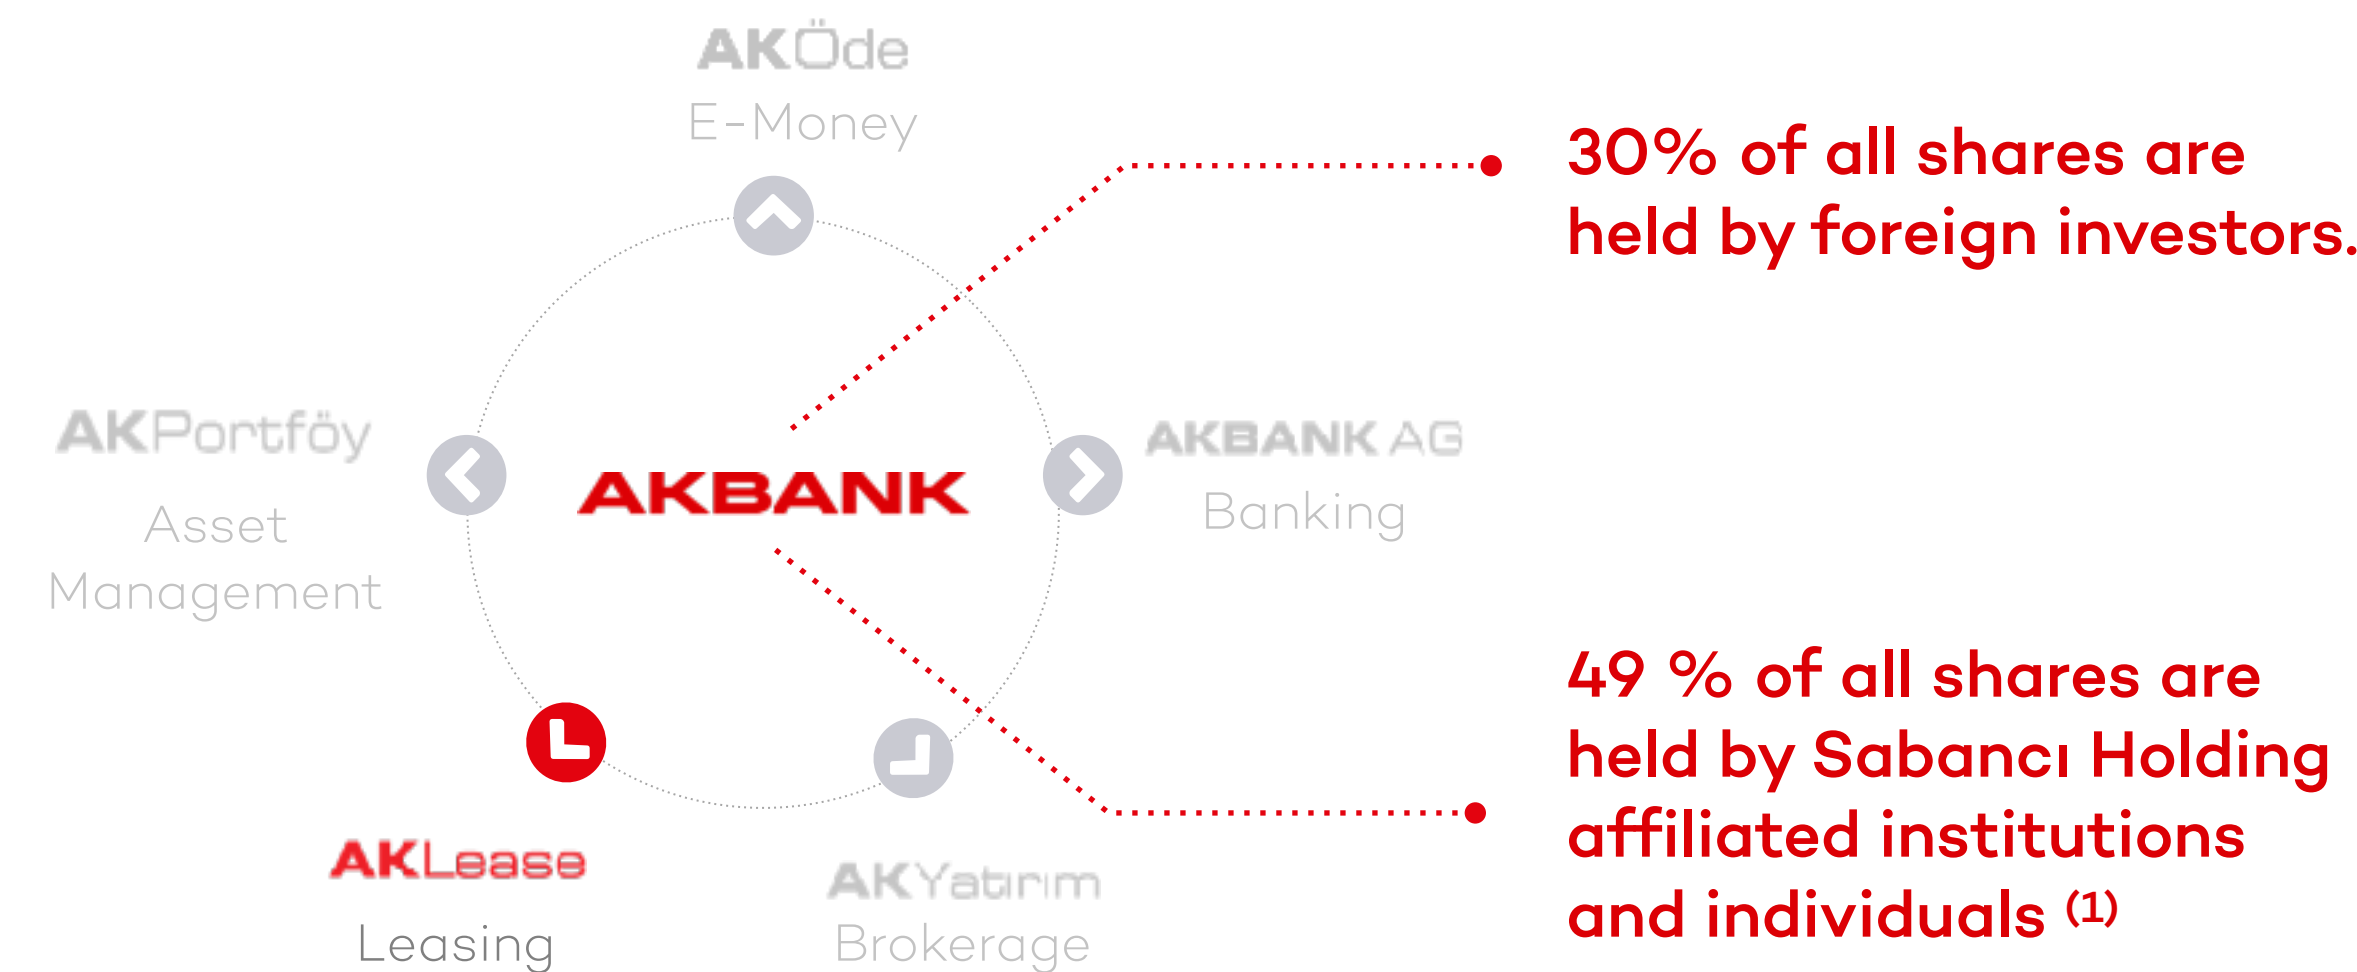 AKÖde
E-Money
30% of all shares are
held by foreign investors.
AKPortföy
Asset
Management
AKBANK
AKBANK AG
Banking
49 % of all shares are
held by Sabancı Holding
affiliated institutions
and individuals (1)
AKLease
Leasing
AKYatırım
Brokerage